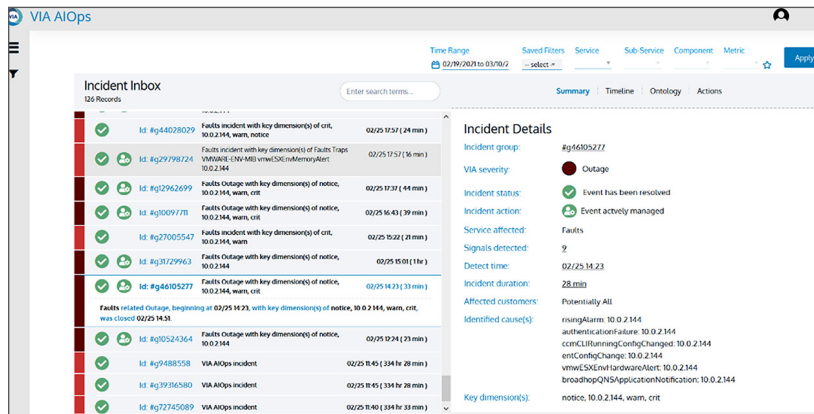 VIA
VIA AIOps
Time Range
Saved Filters
Service
Sub-Service
Component
Metric
02/19/2021 to 03/10/2
-- select
Apply
Incident Inbox
126 Records
Enter search terms...
Summary
Timeline
Ontology
Actions
10.0.2.144
Id: #g44028029 Faults incident with key dimension(s) of crit, 02/25 17:57 ( 24 min )
10.0.2.144, warn, notice
Id: #g29798724 Faults incident with key dimension(s) of Faults Traps 02/25 17:57 (16 min )
VMWARE-ENV-MIB vmwESXEnvMemoryAlert
10.0.2.144
Id: #g12962699 Faults Outage with key dimension(s) of notice, 02/25 17:37 ( 44 min )
10.0.2.144, warn, crit
Id: #g10097711 Faults Outage with key dimension(s) of notice, 02/25 16:43 ( 39 min )
10.0.2.144, warn, crit
Id: #g27005547 Faults incident with key dimension(s) of crit, 02/25 15:22 ( 21 min )
10.0.2.144, warn
Id: #g31729963 Faults Outage with key dimension(s) of notice, 02/25 15:01 ( 1 hr )
10.0.2.144
Id: #g46105277 Faults Outage with key dimension(s) of notice, 02/25 14:23 ( 33 min )
10.0.2.144, warn, crit
Faults related Outage, beginning at 02/25 14:23, with key dimension(s) of notice, 10.0.2.144, warn, crit,
was closed 02/25 14:51.
Id: #g10524364 Faults Outage with key dimension(s) of notice, 02/25 12:24 ( 23 min )
10.0.2.144, warn, crit
Id: #g9488558 VIA AIOps incident 02/25 11:45 ( 334 hr 28 min )
Id: #g39316580 VIA AIOps incident 02/25 11:45 ( 334 hr 28 min )
Id: #g72745089 VIA AIOps incident 02/25 11:40 ( 334 hr 33 min )
Incident Details
Incident group: #g46105277
VIA severity: Outage
Incident status: Event has been resolved
Incident action: Event actvely managed
Service affected: Faults
Signals detected: 9
Detect time: 02/25 14:23
Incident duration: 28 min
Affected customers: Potentially All
Identified cause(s): risingAlarm: 10.0.2.144
authenticationFailure: 10.0.2.144
ccmCLIRunningConfigChanged: 10.0.2.144
entConfigChange: 10.0.2.144
vmwESXEnvHardwareAlert: 10.0.2.144
broadhopQNSApplicationNotification: 10.0.2.144
Key dimension(s): notice, 10.0.2.144, warn, crit